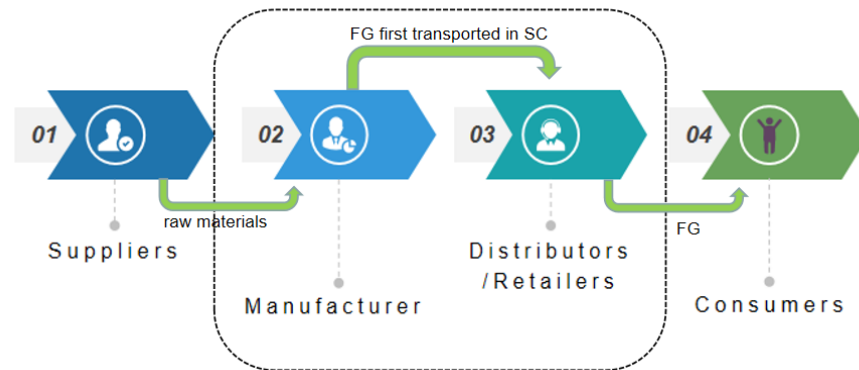 FG first transported in SC
01
02
03
04
raw materials
FG
Suppliers
Manufacturer
Distributors
/Retailers
Consumers